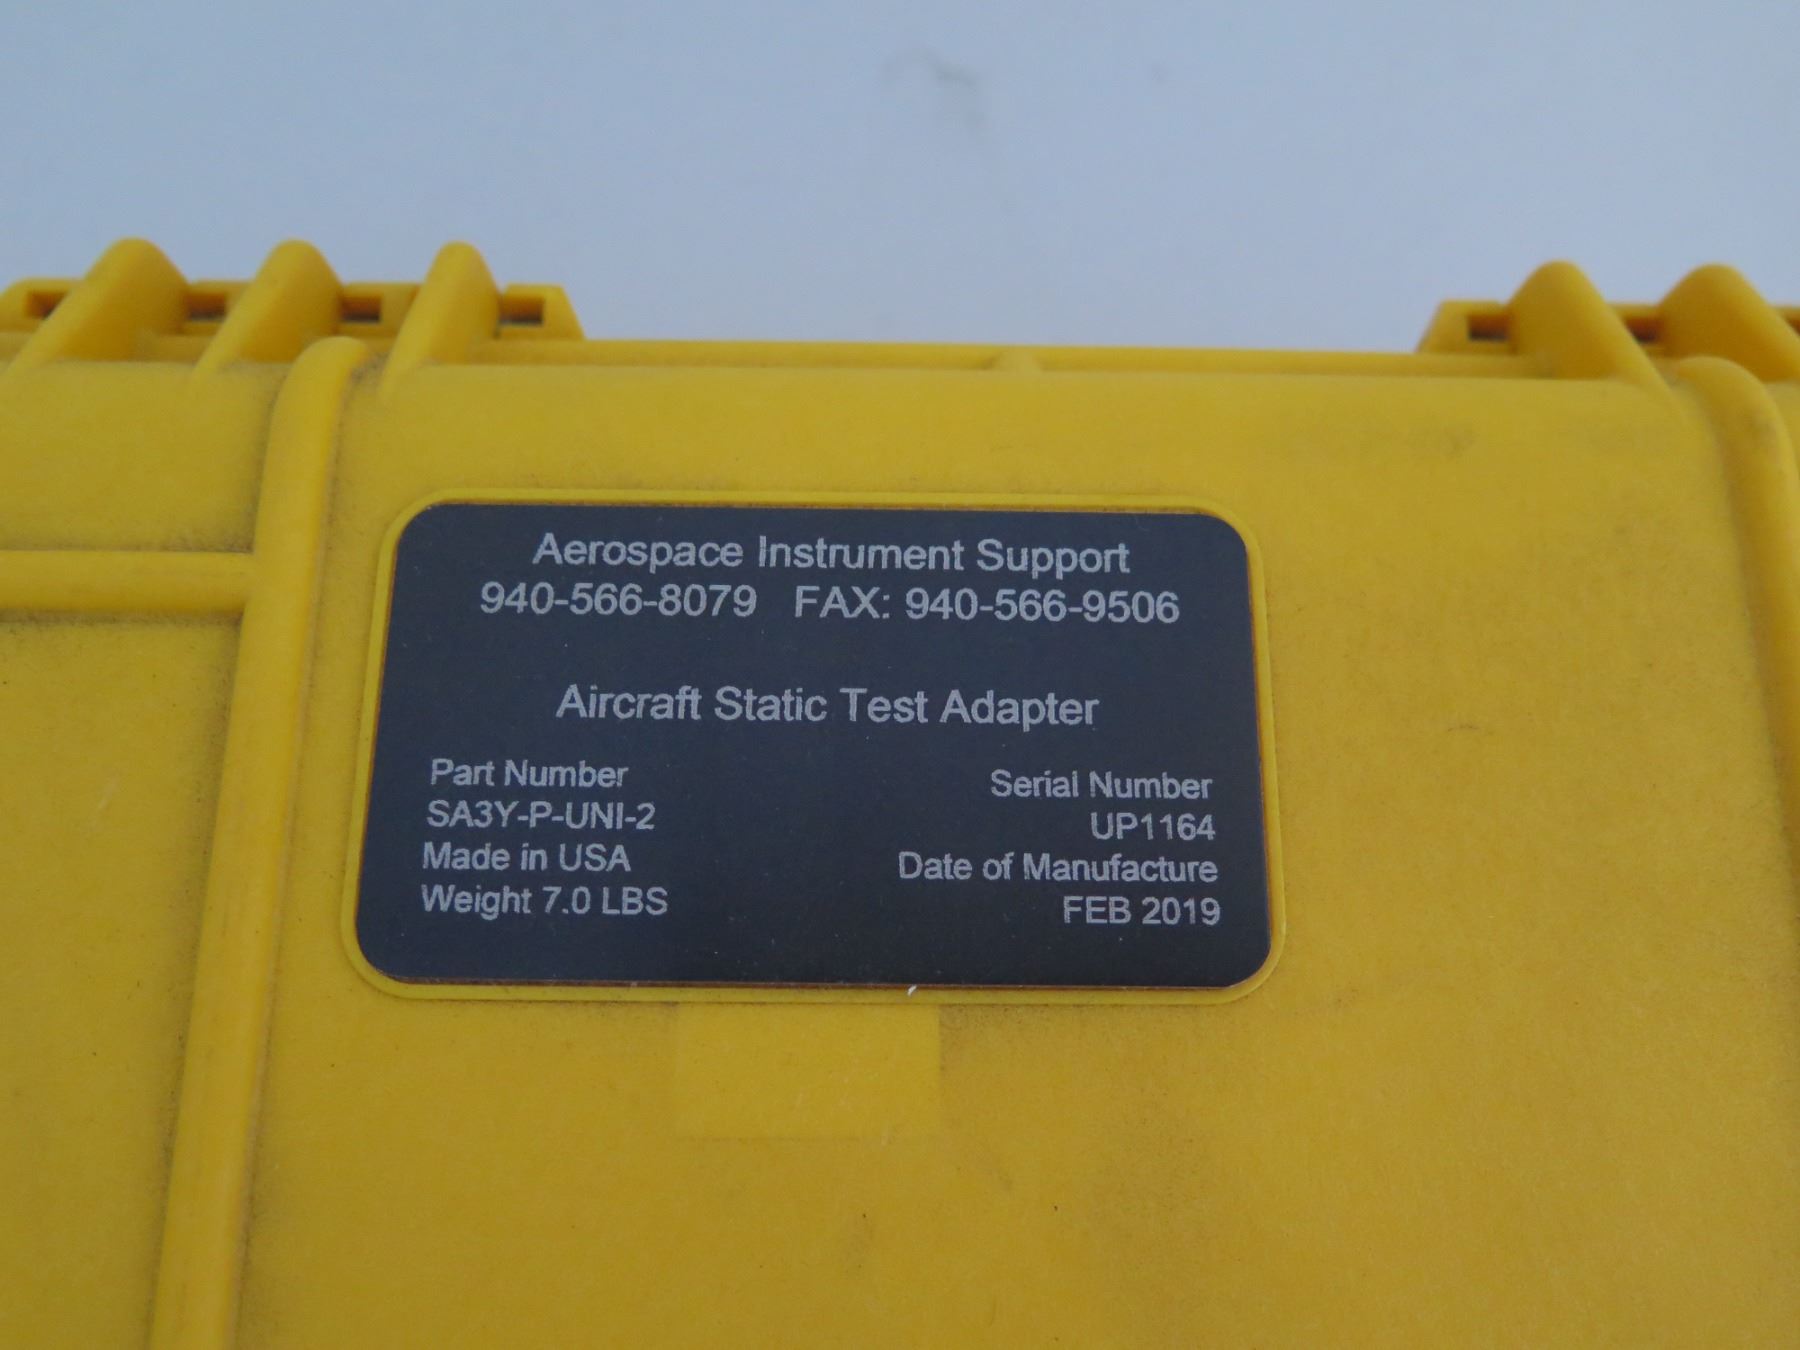 Aerospace Instrument Support
940-566-8079 FAX: 940-566-9506
Aircraft Static Test Adapter
Part Number
SA3Y-P-UNI-2
Made in USA
Weight 7.0 LBS
Serial Number
UP1164
Date of Manufacture
FEB 2019